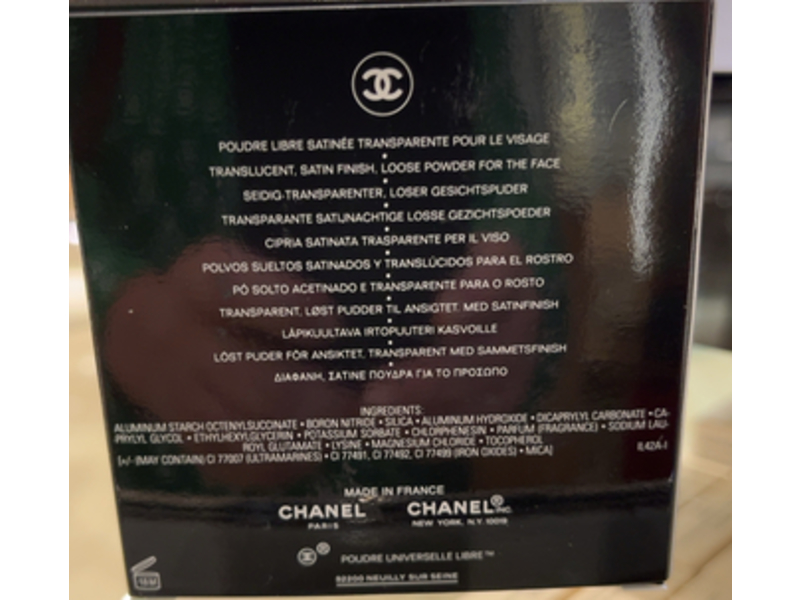 POUDRE LIBRE SATINÉE TRANSPARENTE POUR LE VISAGE
TRANSLUCENT, SATIN FINISH, LOOSE POWDER FOR THE FACE
SEIDIG-TRANSPARENTER, LOSER GESICHTSPUDER
TRANSPARANTE SATIJNACHTIGE LOSSE GEZICHTSPOEDER
CIPRIA SATINATA TRASPARENTE PER IL VISO
POLVOS SUELTOS SATINADOS Y TRANSLÚCIDOS PARA EL ROSTRO
PÓ SOLTO ACETINADO E TRANSPARENTE PARA O ROSTO
TRANSPARENT, LØST PUDDER TIL ANSIGTET, MED SATINFINISH
LÄPIKUULTAVA IRTOPUUTERI KASVOILLE
LÖST PUDER FÖR ANSIKTET, TRANSPARENT MED SAMMETSFINISH
ΔΙΑΦΑΝΗ, ΣΑΤΙΝΕ ΠΟΥΔΡΑ ΓΙΑ ΤΟ ΠΡΟΣΩΠΟ
INGREDIENTS:
ALUMINUM STARCH OCTENYLSUCCINATE • BORON NITRIDE • SILICA • ALUMINUM HYDROXIDE • DICAPRYLYL CARBONATE • CA-
PRYLYL GLYCOL • ETHYLHEXYLGLYCERIN • POTASSIUM SORBATE • CHLORPHENESIN • PARFUM (FRAGRANCE) • SODIUM LAU-
ROYL GLUTAMATE • LYSINE • MAGNESIUM CHLORIDE • TOCOPHEROL
[+/- (MAY CONTAIN) CI 77007 (ULTRAMARINES) • CI 77491, CI 77492, CI 77499 (IRON OXIDES) • MICA]
IL42A-I
MADE IN FRANCE
CHANEL CHANEL® INC.
PARIS NEW YORK, N.Y. 10019
® POUDRE UNIVERSELLE LIBRE™
92200 NEUILLY SUR SEINE
18 M